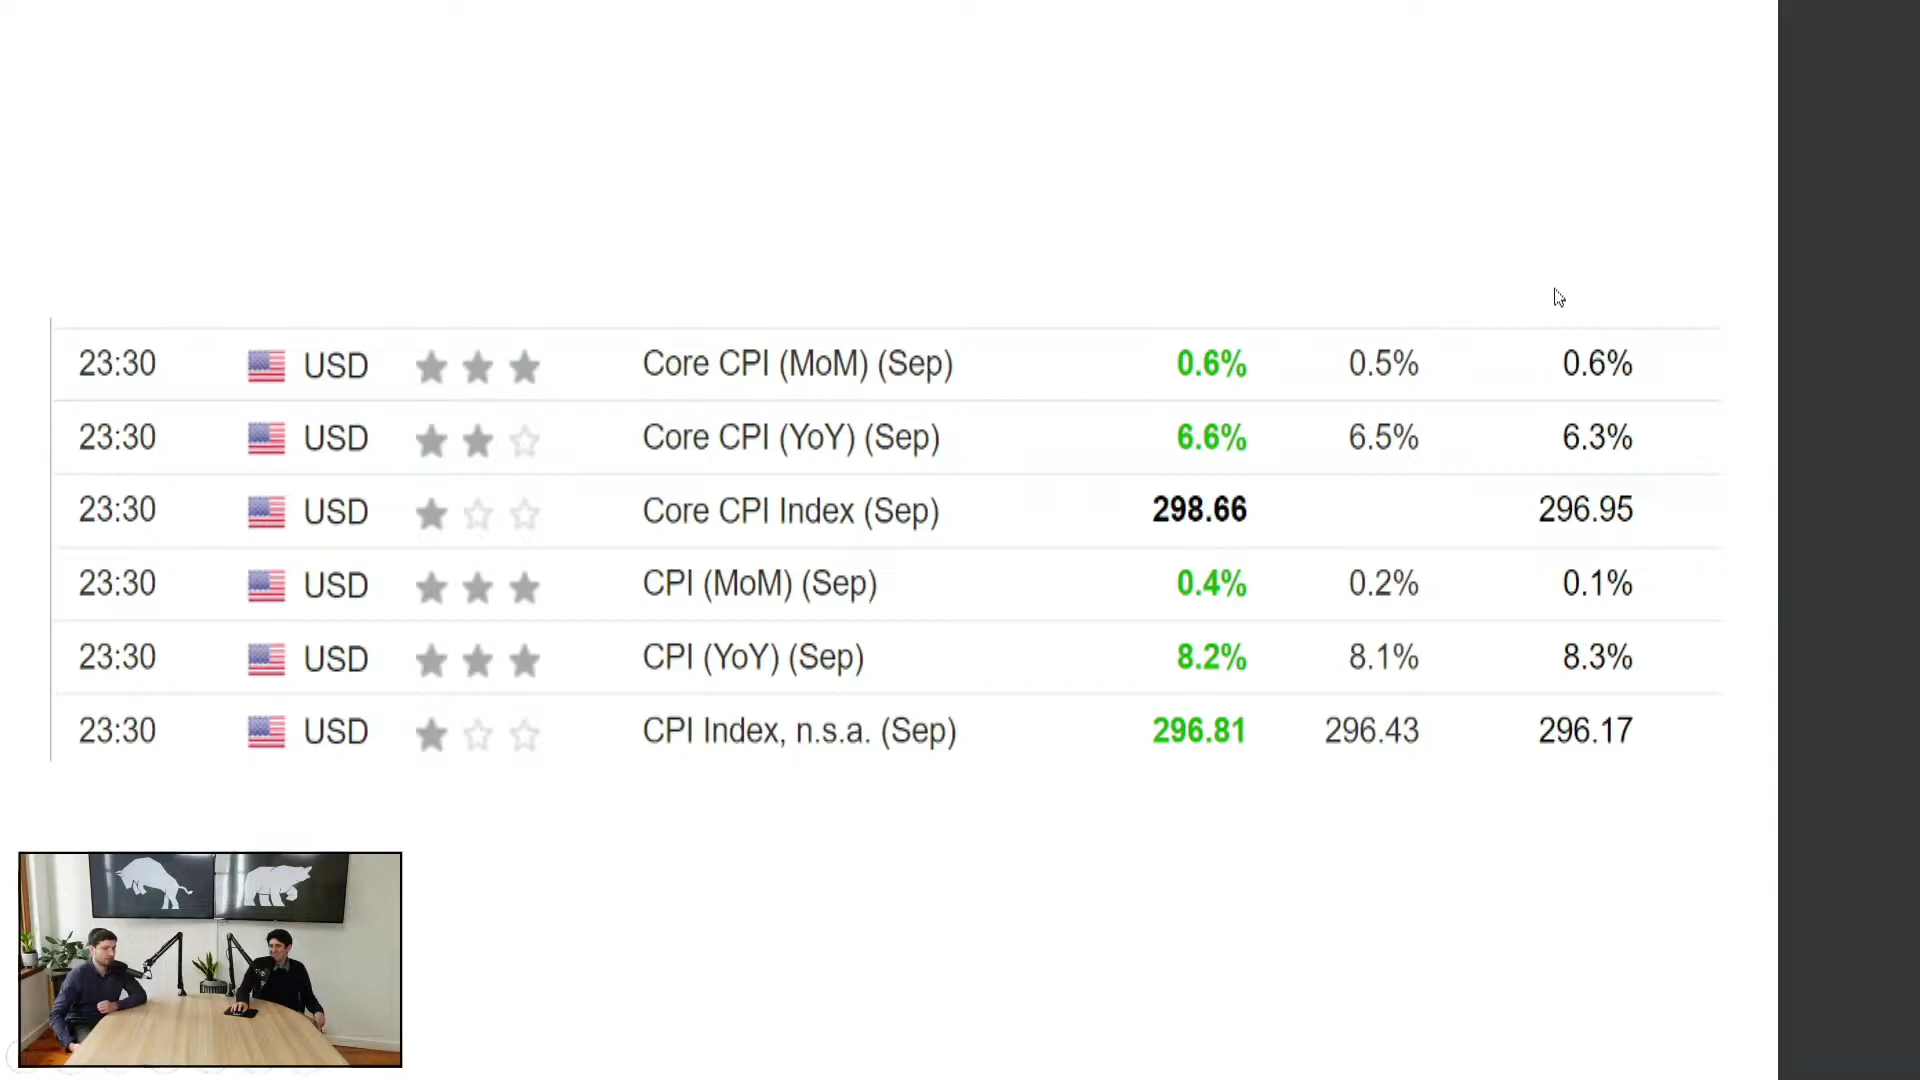 23:30 USD Core CPI (MoM) (Sep) 0.6% 0.5% 0.6%
23:30 USD Core CPI (YoY) (Sep) 6.6% 6.5% 6.3%
23:30 USD Core CPI Index (Sep) 298.66 296.95
23:30 USD CPI (MoM) (Sep) 0.4% 0.2% 0.1%
23:30 USD CPI (YoY) (Sep) 8.2% 8.1% 8.3%
23:30 USD CPI Index, n.s.a. (Sep) 296.81 296.43 296.17